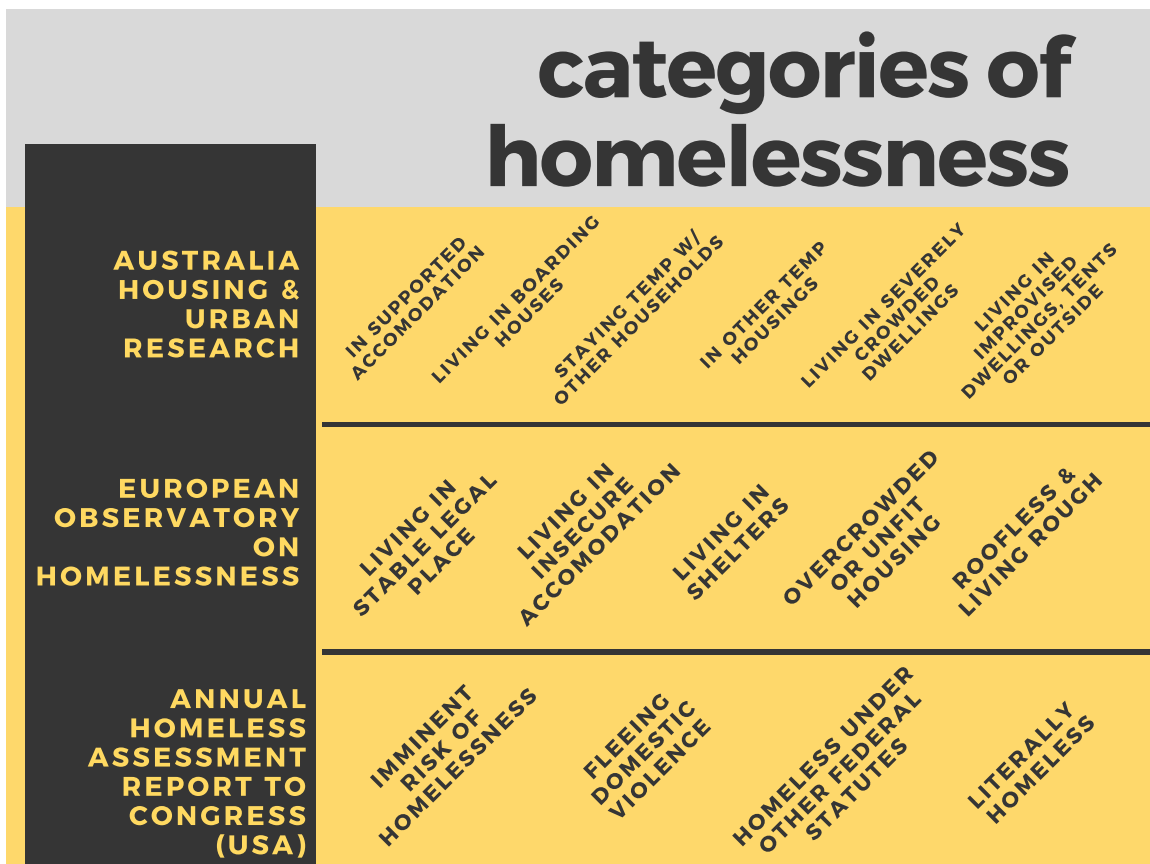 categories of
homelessness
AUSTRALIA
HOUSING &
URBAN
RESEARCH
IN SUPPORTED
ACCOMODATION
LIVING IN BOARDING
HOUSES
STAYING TEMP W/
OTHER HOUSEHOLDS
IN OTHER TEMP
HOUSINGS
LIVING IN SEVERELY
CROWDED
DWELLINGS
LIVING IN
IMPROVISED
DWELLINGS, TENTS
OR OUTSIDE
EUROPEAN
OBSERVATORY
ON
HOMELESSNESS
LIVING IN
STABLE LEGAL
PLACE
LIVING IN
INSECURE
ACCOMODATION
LIVING IN
SHELTERS
OVERCROWDED
OR UNFIT
HOUSING
ROOFLESS &
LIVING ROUGH
ANNUAL
HOMELESS
ASSESSMENT
REPORT TO
CONGRESS
(USA)
IMMINENT
RISK OF
HOMELESSNESS
FLEEING
DOMESTIC
VIOLENCE
HOMELESS UNDER
OTHER FEDERAL
STATUTES
LITERALLY
HOMELESS